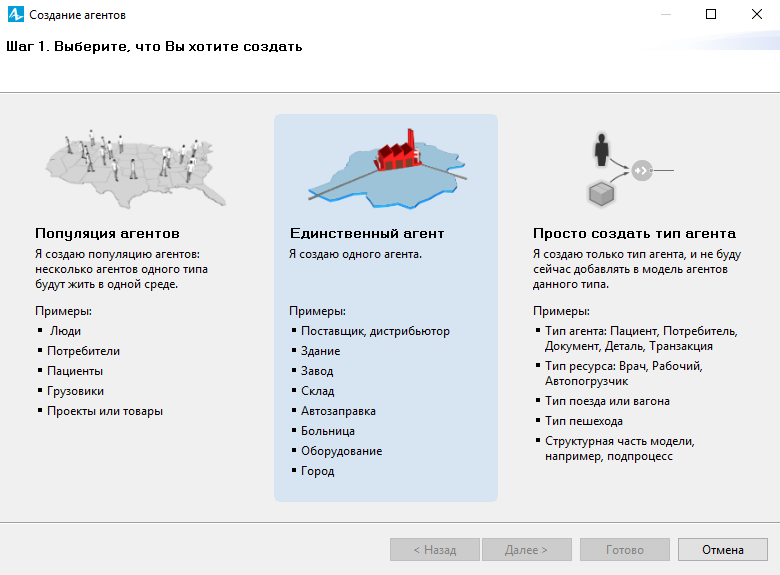 Создание агентов
Шаг 1. Выберите, что Вы хотите создать
Популяция агентов
Я создаю популяцию агентов:
несколько агентов одного типа
будут жить в одной среде.
Примеры:
▪ Люди
▪ Потребители
▪ Пациенты
▪ Грузовики
▪ Проекты или товары
Единственный агент
Я создаю одного агента.
Примеры:
▪ Поставщик, дистрибьютор
▪ Здание
▪ Завод
▪ Склад
▪ Автозаправка
▪ Больница
▪ Оборудование
▪ Город
Просто создать тип агента
Я создаю только тип агента, и не буду
сейчас добавлять в модель агентов
данного типа.
Примеры:
▪ Тип агента: Пациент, Потребитель,
Документ, Деталь, Транзакция
▪ Тип ресурса: Врач, Рабочий,
Автопогрузчик
▪ Тип поезда или вагона
▪ Тип пешехода
▪ Структурная часть модели,
например, подпроцесс
< Назад
Далее >
Готово
Отмена